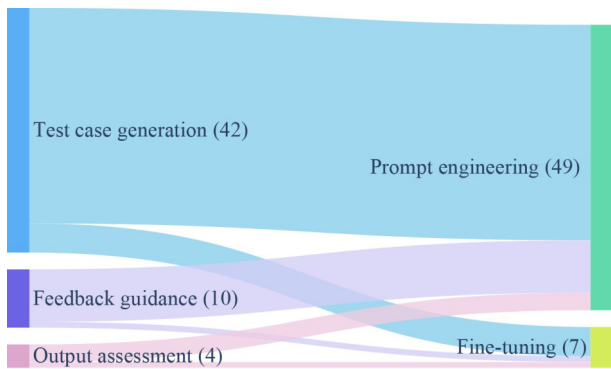 Test case generation (42)
Prompt engineering (49)
Feedback guidance (10)
Fine-tuning (7)
Output assessment (4)